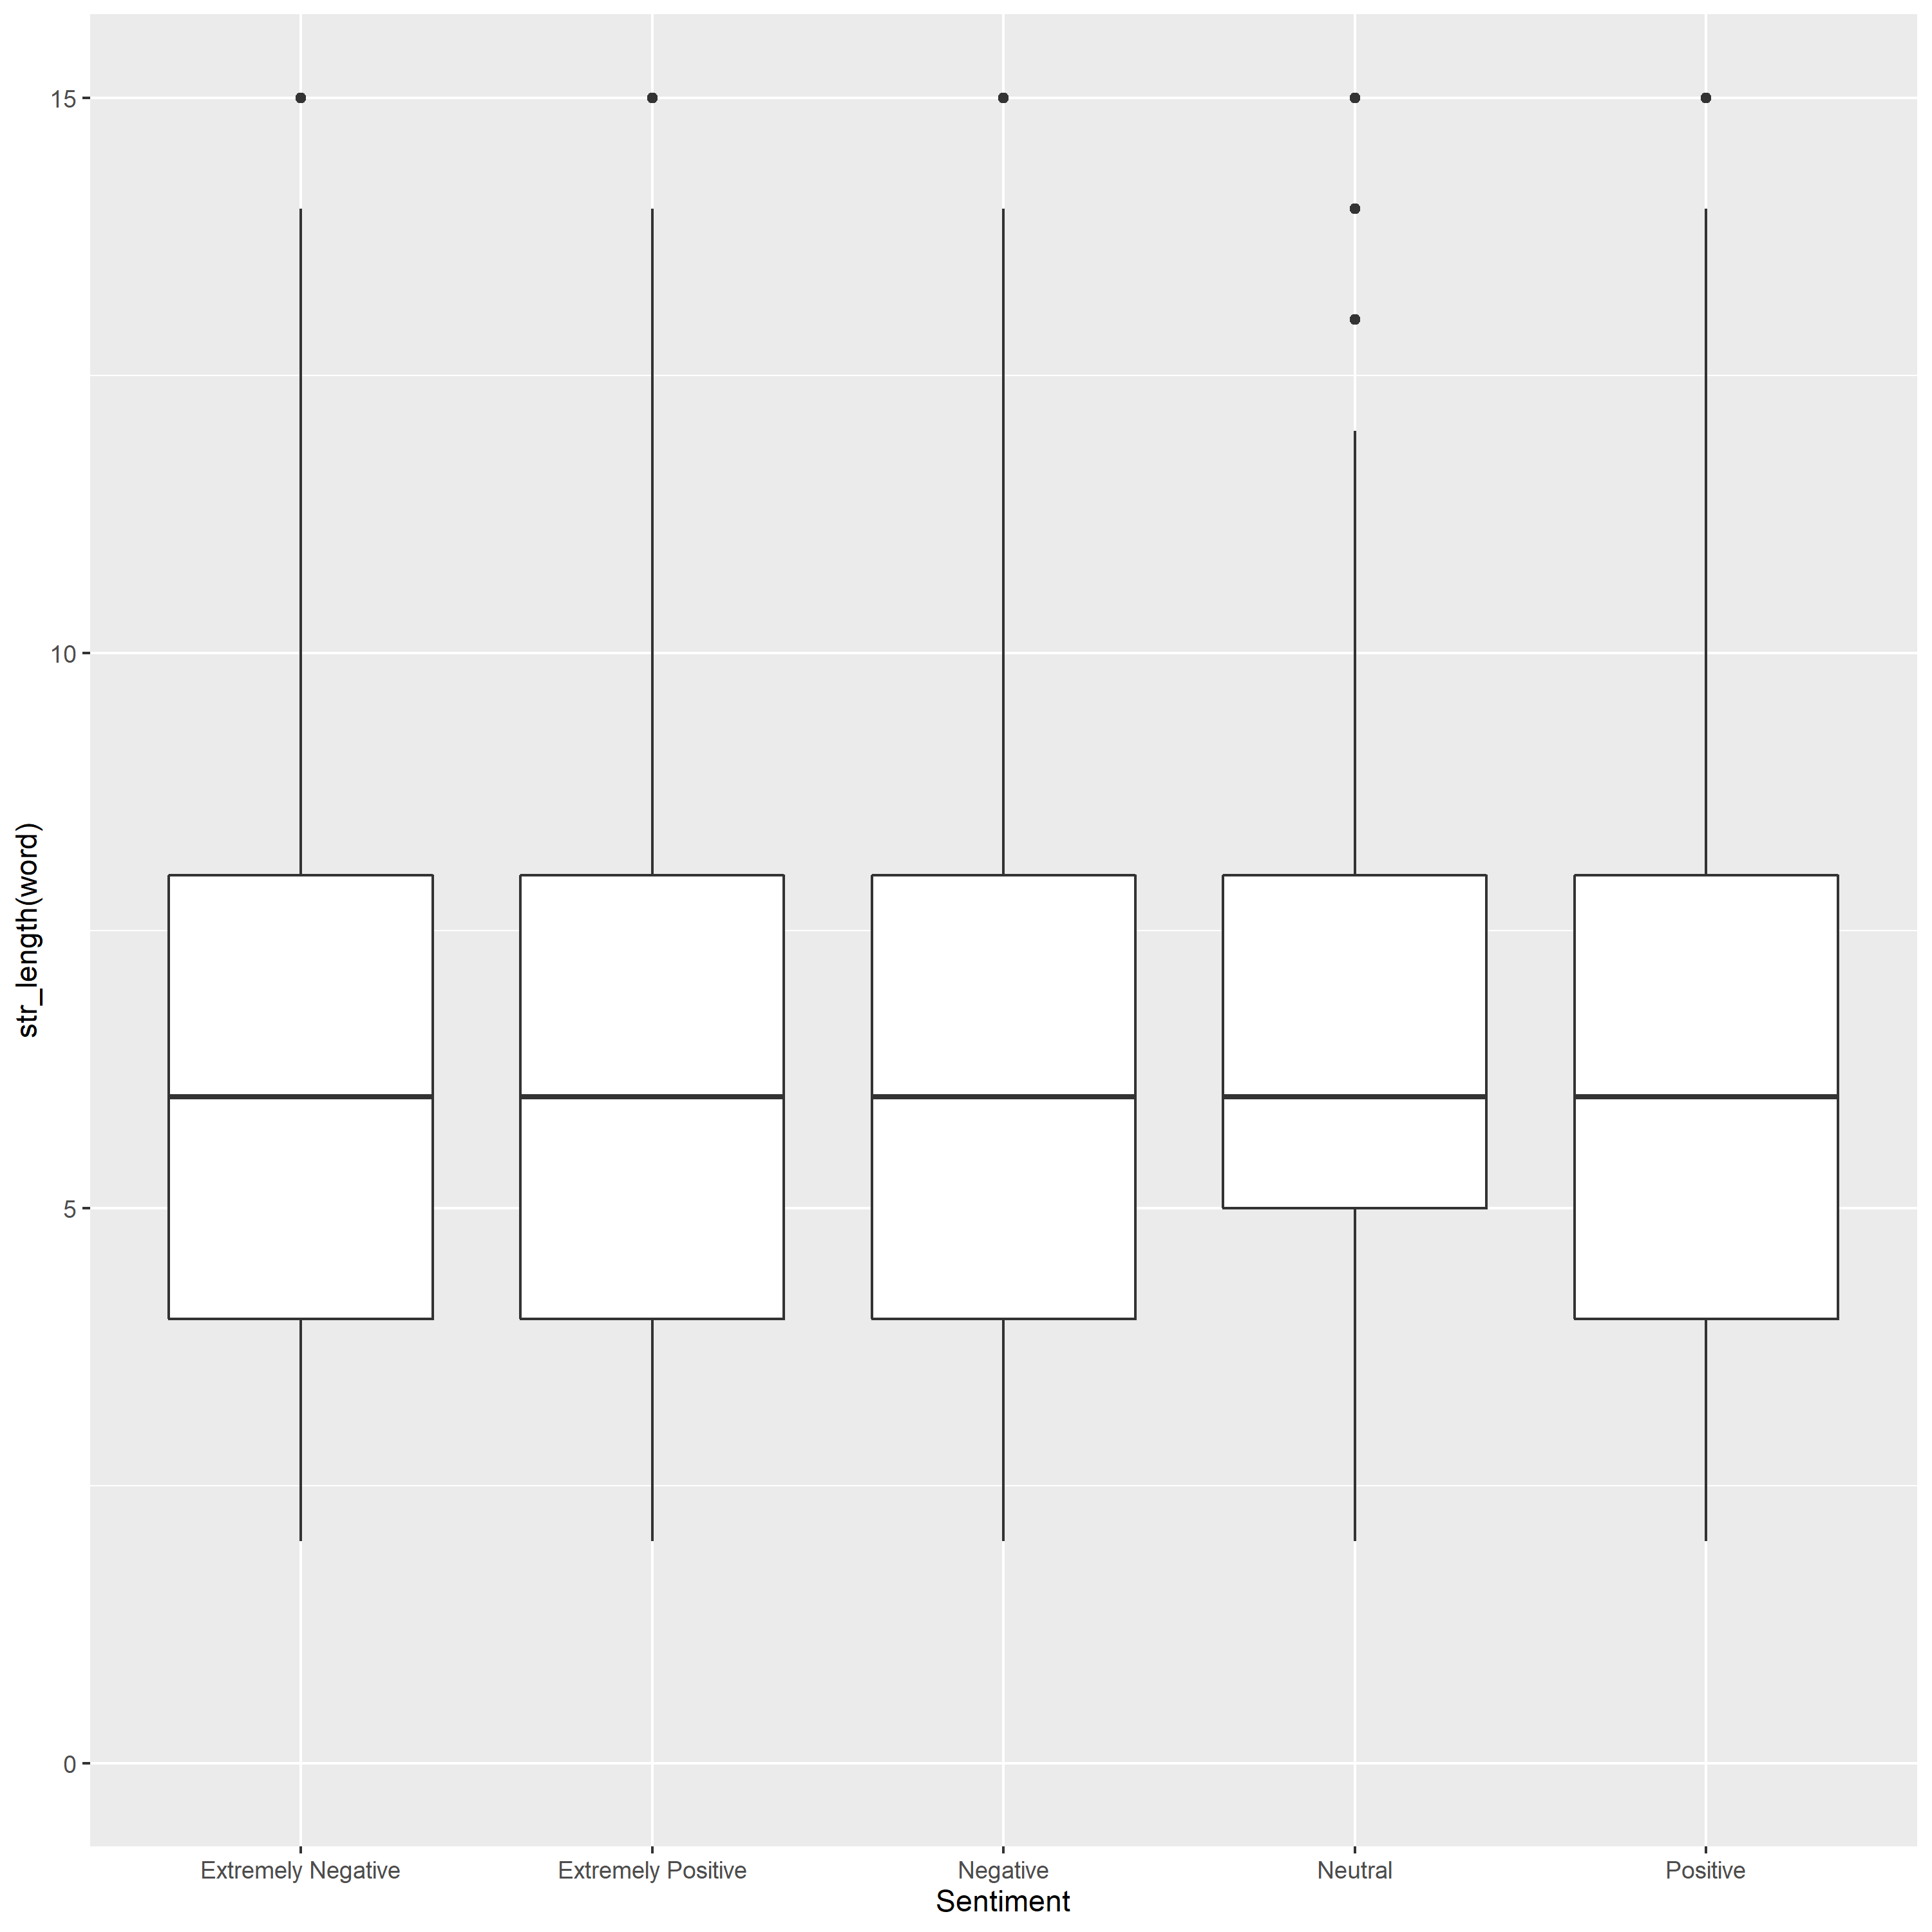 15
10
5
0
str_length(word)
Extremely Negative
Extremely Positive
Negative
Neutral
Positive
Sentiment